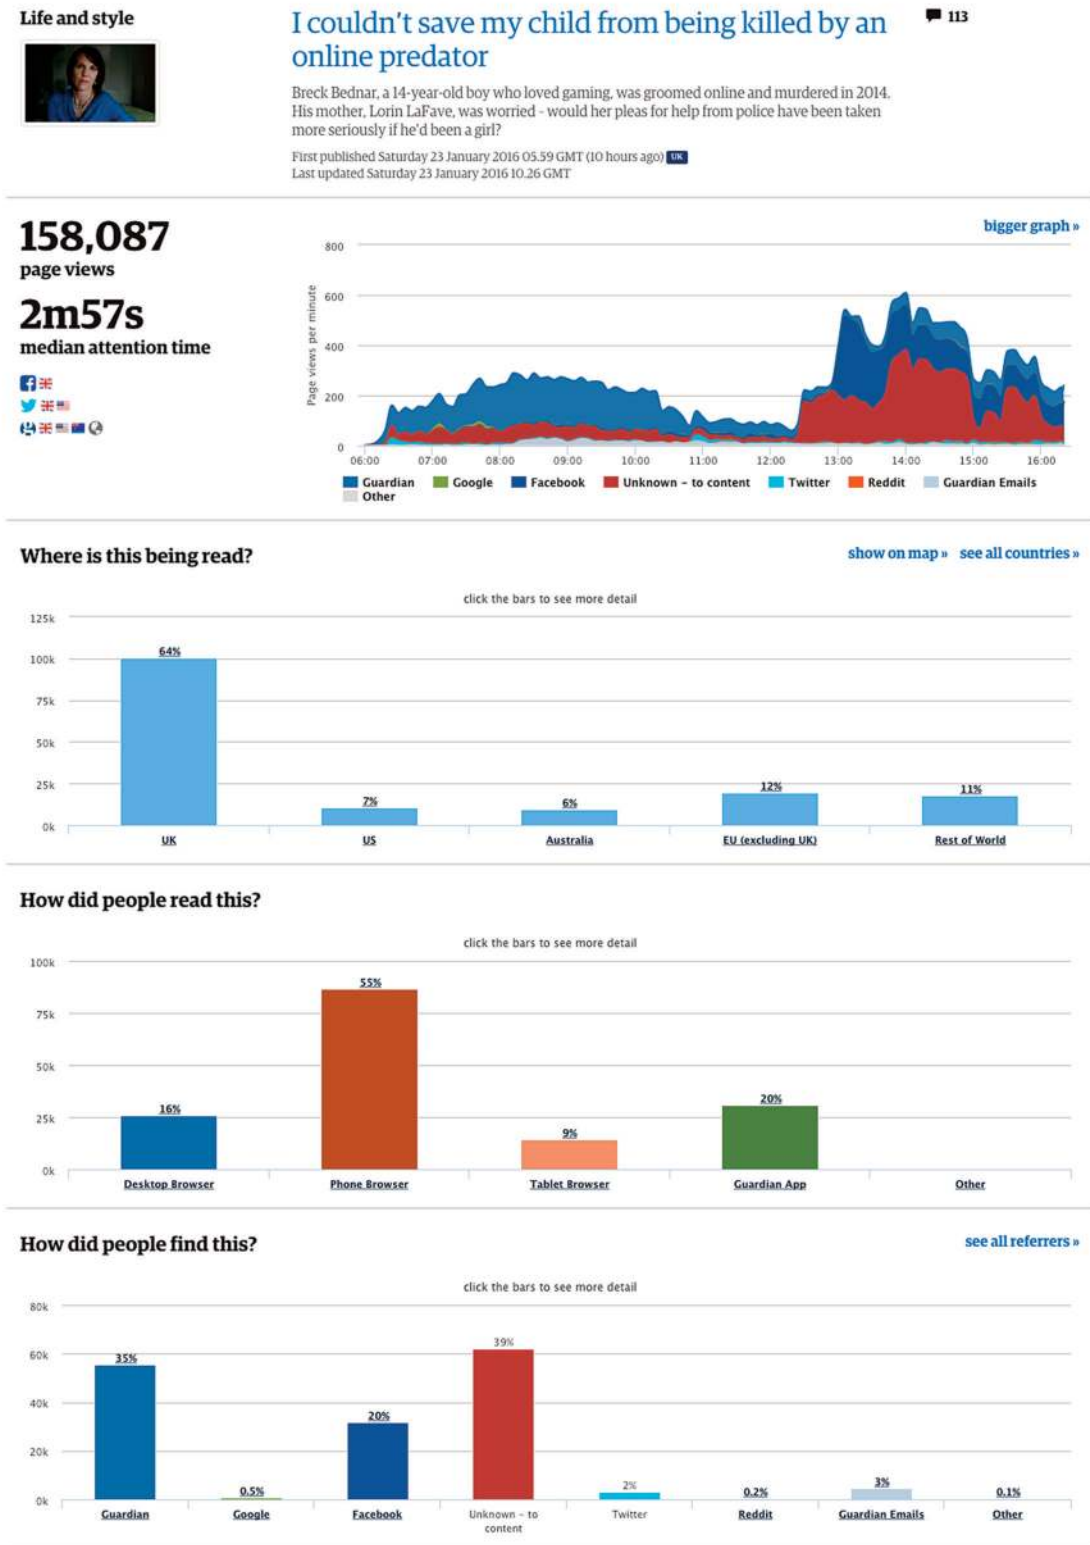 Life and style
I couldn't save my child from being killed by an
online predator
113
Breck Bednar, a 14-year-old boy who loved gaming, was groomed online and murdered in 2014.
His mother, Lorin LaFave, was worried - would her pleas for help from police have been taken
more seriously if he'd been a girl?
First published Saturday 23 January 2016 05.59 GMT (10 hours ago) UK
Last updated Saturday 23 January 2016 10.26 GMT
158,087
page views
2m57s
median attention time
bigger graph »
Page views per minute
800
600
400
200
0
06:00 07:00 08:00 09:00 10:00 11:00 12:00 13:00 14:00 15:00 16:00
Guardian Google Facebook Unknown - to content Twitter Reddit Guardian Emails
Other
Where is this being read?
show on map » see all countries »
click the bars to see more detail
125k
100k
75k
50k
25k
0k
64% 7% 6% 12% 11%
UK US Australia EU (excluding UK) Rest of World
How did people read this?
click the bars to see more detail
100k
75k
50k
25k
0k
16% 55% 9% 20%
Desktop Browser Phone Browser Tablet Browser Guardian App Other
How did people find this?
see all referrers »
click the bars to see more detail
80k
60k
40k
20k
0k
35% 0.5% 20% 39% 2% 0.2% 3% 0.1%
Guardian Google Facebook Unknown - to Twitter Reddit Guardian Emails Other
content